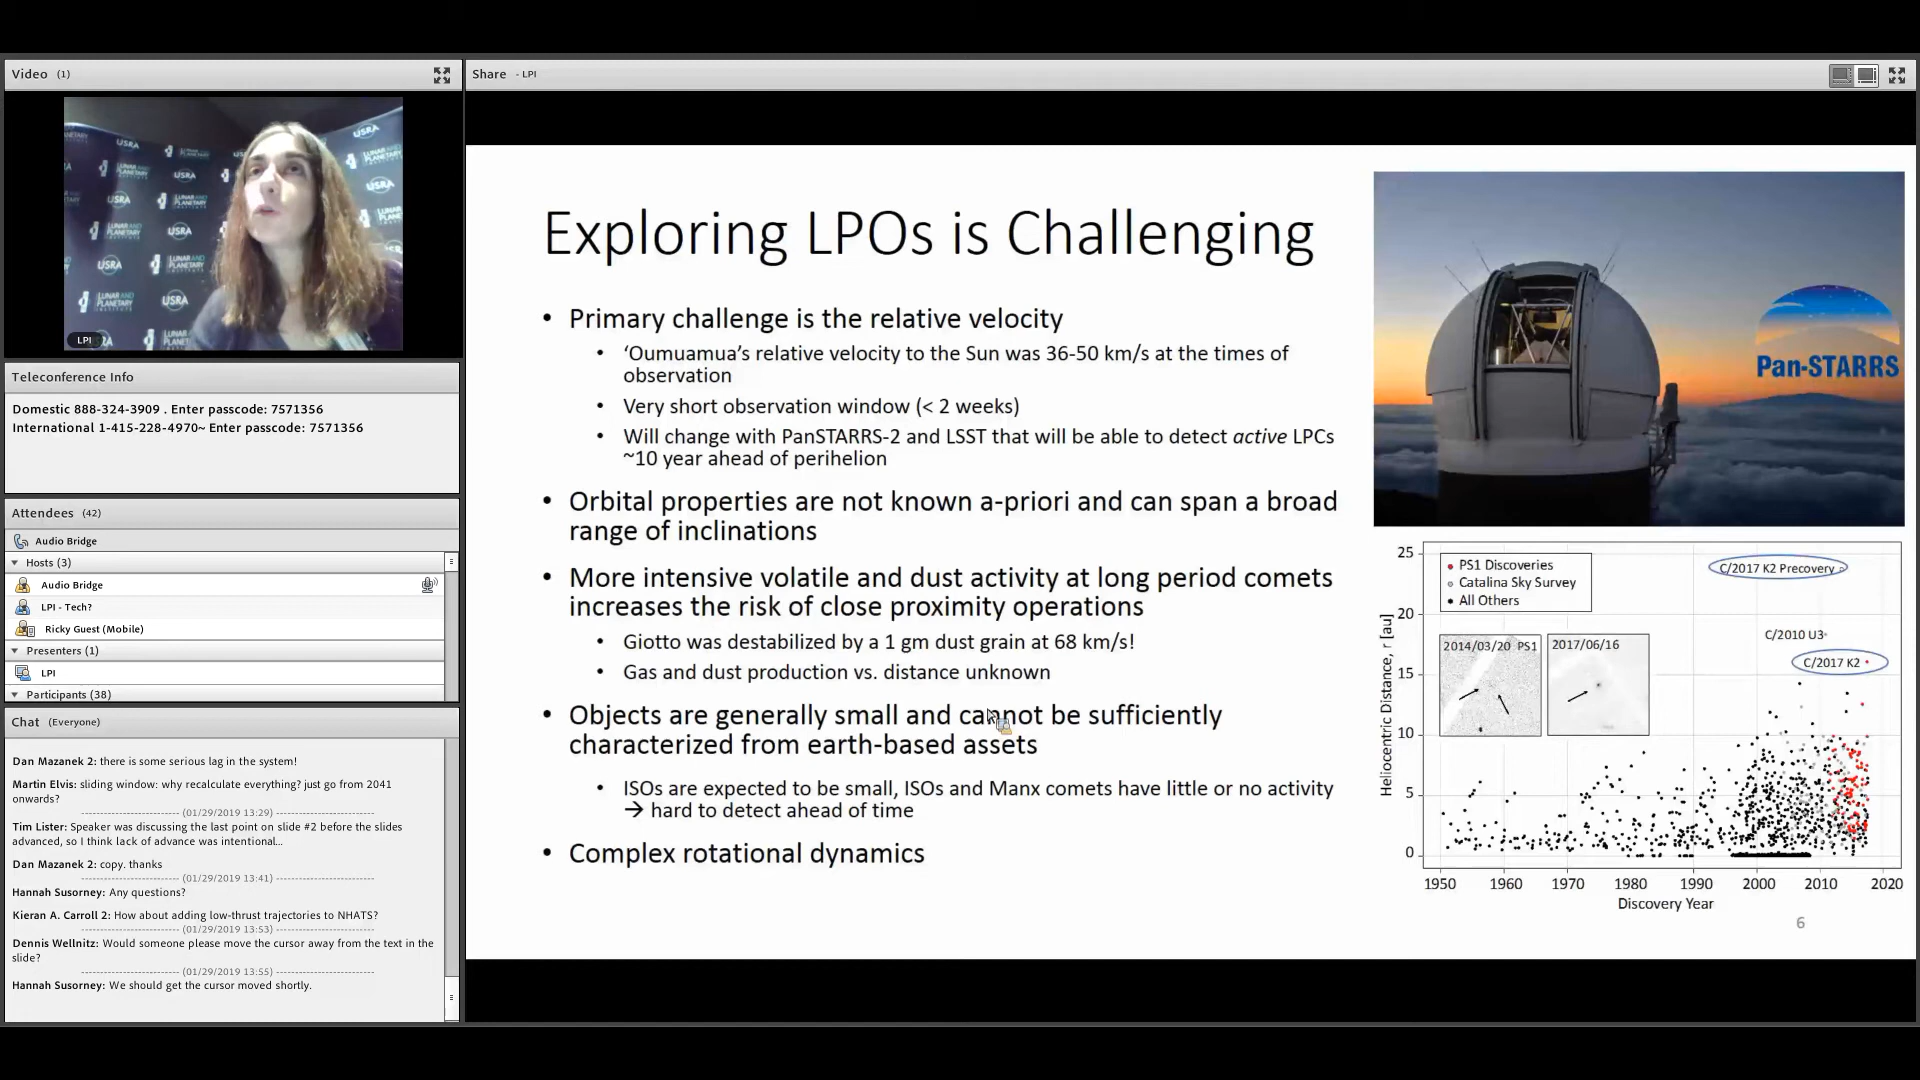 Video (1)
USRA
LUNAR AND PLANETARY INSTITUTE
USRA
USRA
USRA
USRA
USRA
USRA
LPI
Teleconference Info
Domestic 888-324-3909 . Enter passcode: 7571356
International 1-415-228-4970~ Enter passcode: 7571356
Attendees (42)
Audio Bridge
Hosts (3)
Audio Bridge
LPI - Tech?
Ricky Guest (Mobile)
Presenters (1)
LPI
Participants (38)
Chat (Everyone)
Dan Mazanek 2: there is some serious lag in the system!
Martin Elvis: sliding window: why recalculate everything? just go from 2041
onwards?
------------------------ (01/29/2019 13:29) ------------------------
Tim Lister: Speaker was discussing the last point on slide #2 before the slides
advanced, so I think lack of advance was intentional...
Dan Mazanek 2: copy. thanks
------------------------ (01/29/2019 13:41) ------------------------
Hannah Susorney: Any questions?
Kieran A. Carroll 2: How about adding low-thrust trajectories to NHATS?
------------------------ (01/29/2019 13:53) ------------------------
Dennis Wellnitz: Would someone please move the cursor away from the text in the
slide?
------------------------ (01/29/2019 13:55) ------------------------
Hannah Susorney: We should get the cursor moved shortly.
Share - LPI
Exploring LPOs is Challenging
• Primary challenge is the relative velocity
• ‘Oumuamua’s relative velocity to the Sun was 36-50 km/s at the times of
observation
• Very short observation window (< 2 weeks)
• Will change with PanSTARRS-2 and LSST that will be able to detect active LPCs
~10 year ahead of perihelion
• Orbital properties are not known a-priori and can span a broad
range of inclinations
• More intensive volatile and dust activity at long period comets
increases the risk of close proximity operations
• Giotto was destabilized by a 1 gm dust grain at 68 km/s!
• Gas and dust production vs. distance unknown
• Objects are generally small and cannot be sufficiently
characterized from earth-based assets
• ISOs are expected to be small, ISOs and Manx comets have little or no activity
→ hard to detect ahead of time
• Complex rotational dynamics
Pan-STARRS
25
20
15
10
5
0
Heliocentric Distance, r [au]
PS1 Discoveries
Catalina Sky Survey
All Others
C/2017 K2 Precovery
C/2010 U3
C/2017 K2
2014/03/20 PS1
2017/06/16
1950 1960 1970 1980 1990 2000 2010 2020
Discovery Year
6